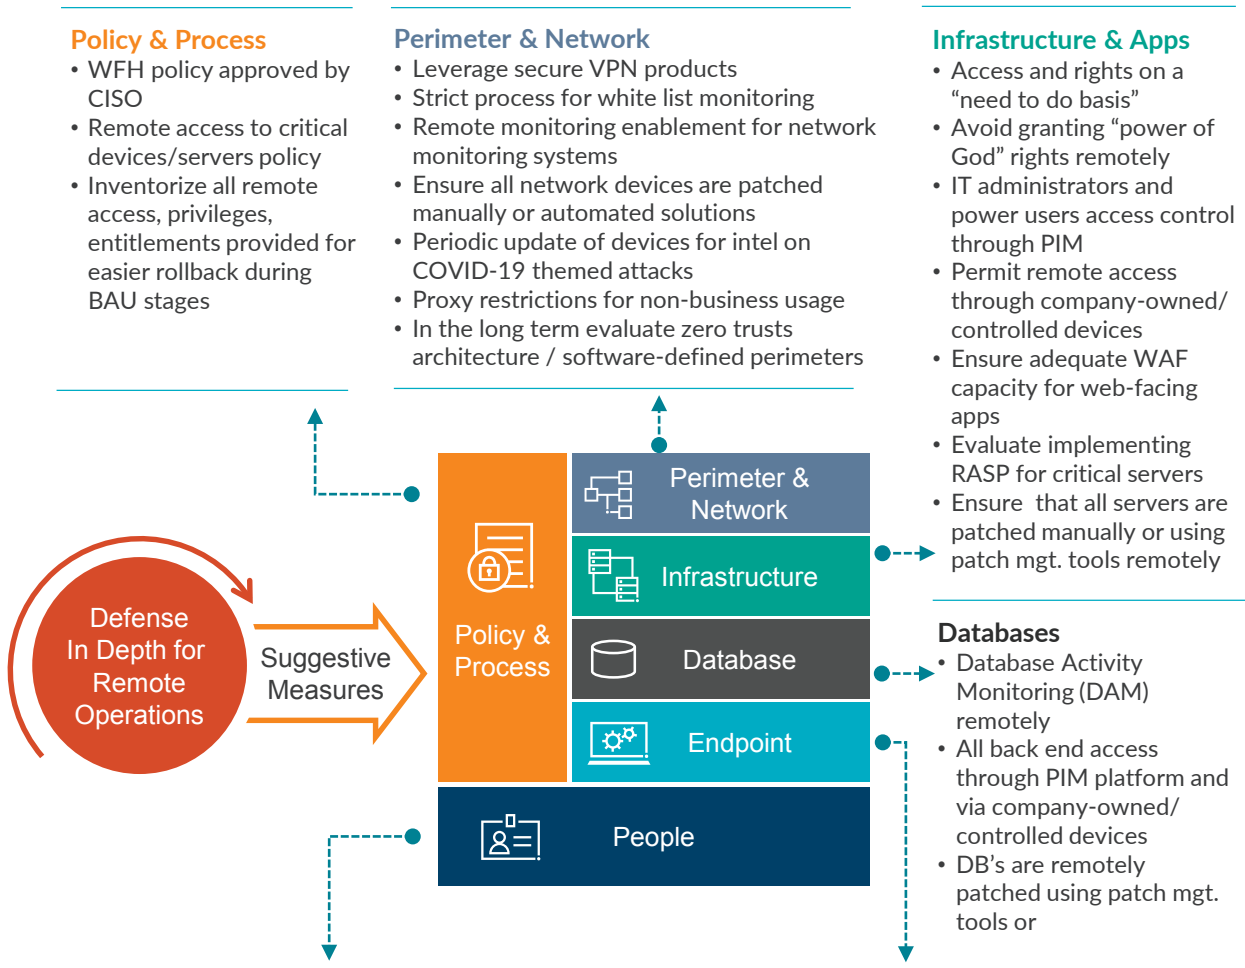 Policy & Process
• WFH policy approved by
CISO
• Remote access to critical
devices/servers policy
• Inventorize all remote
access, privileges,
entitlements provided for
easier rollback during
BAU stages
Perimeter & Network
• Leverage secure VPN products
• Strict process for white list monitoring
• Remote monitoring enablement for network
monitoring systems
• Ensure all network devices are patched
manually or automated solutions
• Periodic update of devices for intel on
COVID-19 themed attacks
• Proxy restrictions for non-business usage
• In the long term evaluate zero trusts
architecture / software-defined perimeters
Infrastructure & Apps
• Access and rights on a
“need to do basis”
• Avoid granting “power of
God” rights remotely
• IT administrators and
power users access control
through PIM
• Permit remote access
through company-owned/
controlled devices
• Ensure adequate WAF
capacity for web-facing
apps
• Evaluate implementing
RASP for critical servers
• Ensure  that all servers are
patched manually or using
patch mgt. tools remotely
Defense
In Depth for
Remote
Operations
Suggestive
Measures
Policy &
Process
Perimeter &
Network
Infrastructure
Database
Endpoint
People
Databases
• Database Activity
Monitoring (DAM)
remotely
• All back end access
through PIM platform and
via company-owned/
controlled devices
• DB’s are remotely
patched using patch mgt.
tools or